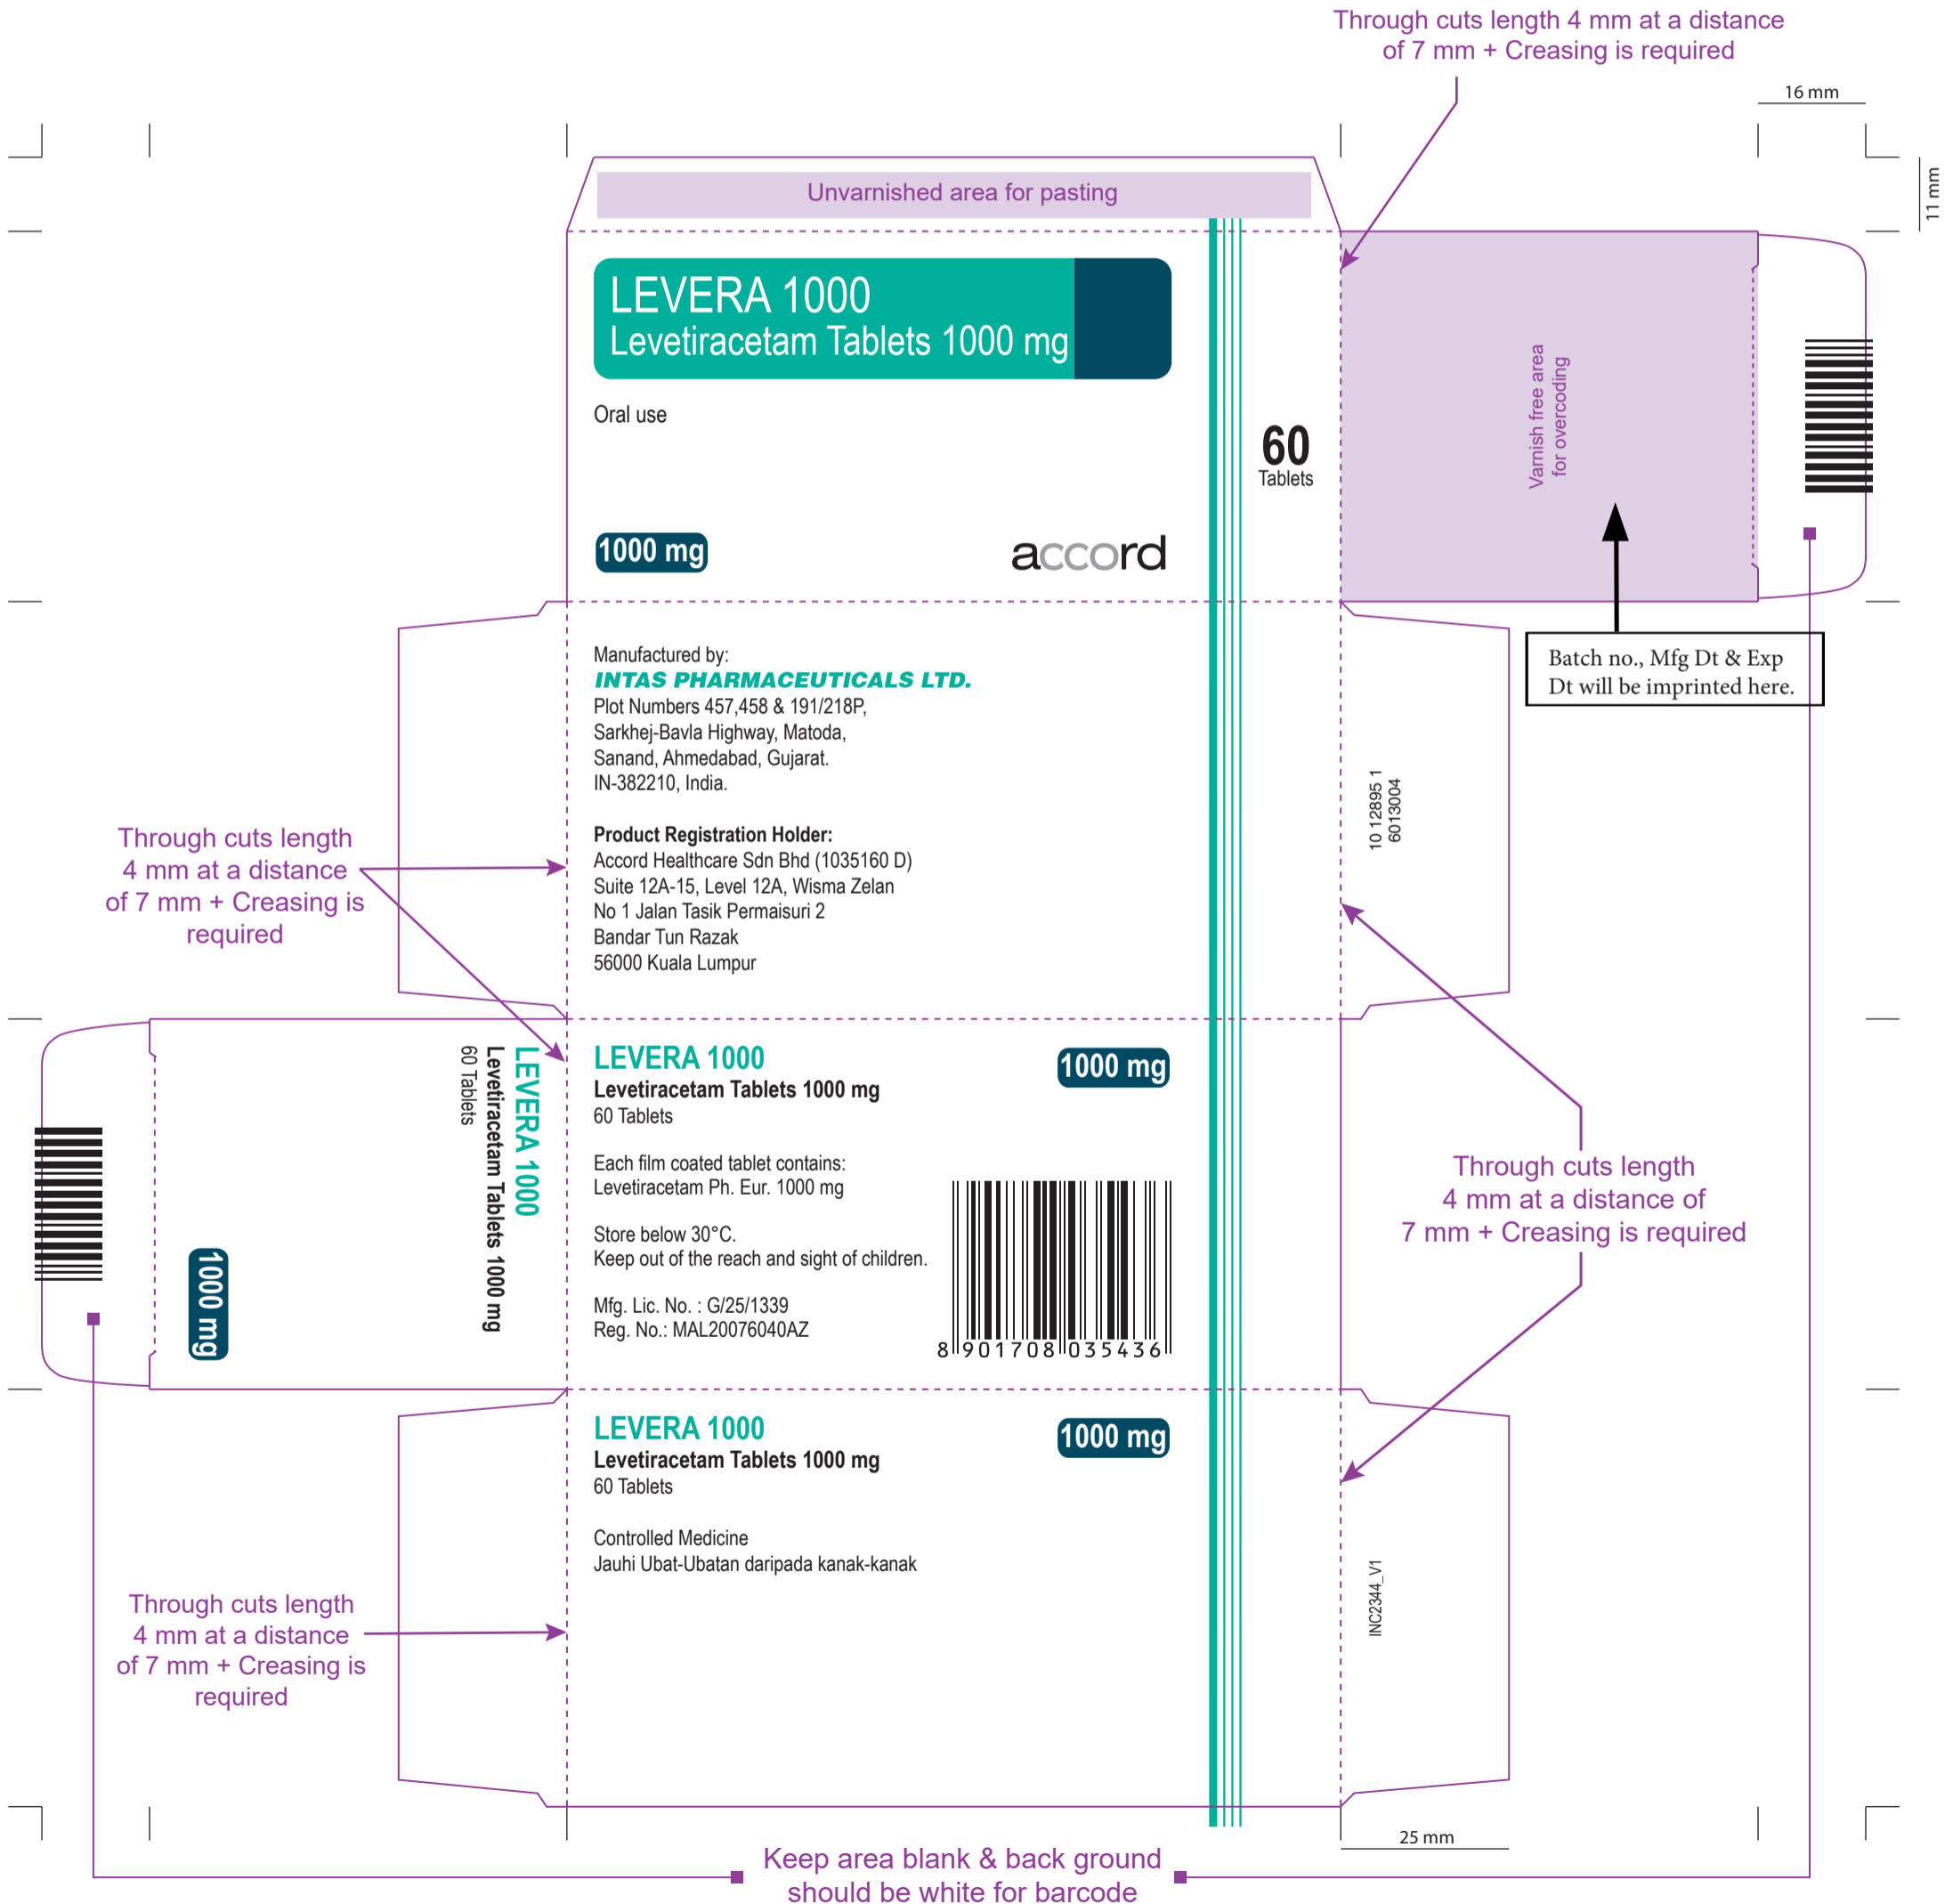 Through cuts length 4 mm at a distance
of 7 mm + Creasing is required
16 mm
11 mm
Unvarnished area for pasting
LEVERA 1000
Levetiracetam Tablets 1000 mg
Oral use
60
Tablets
1000 mg
accord
Varnish free area
for overcoding
Batch no., Mfg Dt & Exp
Dt will be imprinted here.
Manufactured by:
INTAS PHARMACEUTICALS LTD.
Plot Numbers 457,458 & 191/218P,
Sarkhej-Bavla Highway, Matoda,
Sanand, Ahmedabad, Gujarat.
IN-382210, India.
Product Registration Holder:
Accord Healthcare Sdn Bhd (1035160 D)
Suite 12A-15, Level 12A, Wisma Zelan
No 1 Jalan Tasik Permaisuri 2
Bandar Tun Razak
56000 Kuala Lumpur
10 12895 1
6013004
Through cuts length
4 mm at a distance
of 7 mm + Creasing is
required
LEVERA 1000
Levetiracetam Tablets 1000 mg
60 Tablets
1000 mg
LEVERA 1000
Levetiracetam Tablets 1000 mg
60 Tablets
1000 mg
Each film coated tablet contains:
Levetiracetam Ph. Eur. 1000 mg
Store below 30°C.
Keep out of the reach and sight of children.
Mfg. Lic. No. : G/25/1339
Reg. No.: MAL20076040AZ
8 901708 035436
Through cuts length
4 mm at a distance of
7 mm + Creasing is required
LEVERA 1000
Levetiracetam Tablets 1000 mg
60 Tablets
1000 mg
Controlled Medicine
Jauhi Ubat-Ubatan daripada kanak-kanak
INC2344_V1
Through cuts length
4 mm at a distance
of 7 mm + Creasing is
required
25 mm
Keep area blank & back ground
should be white for barcode